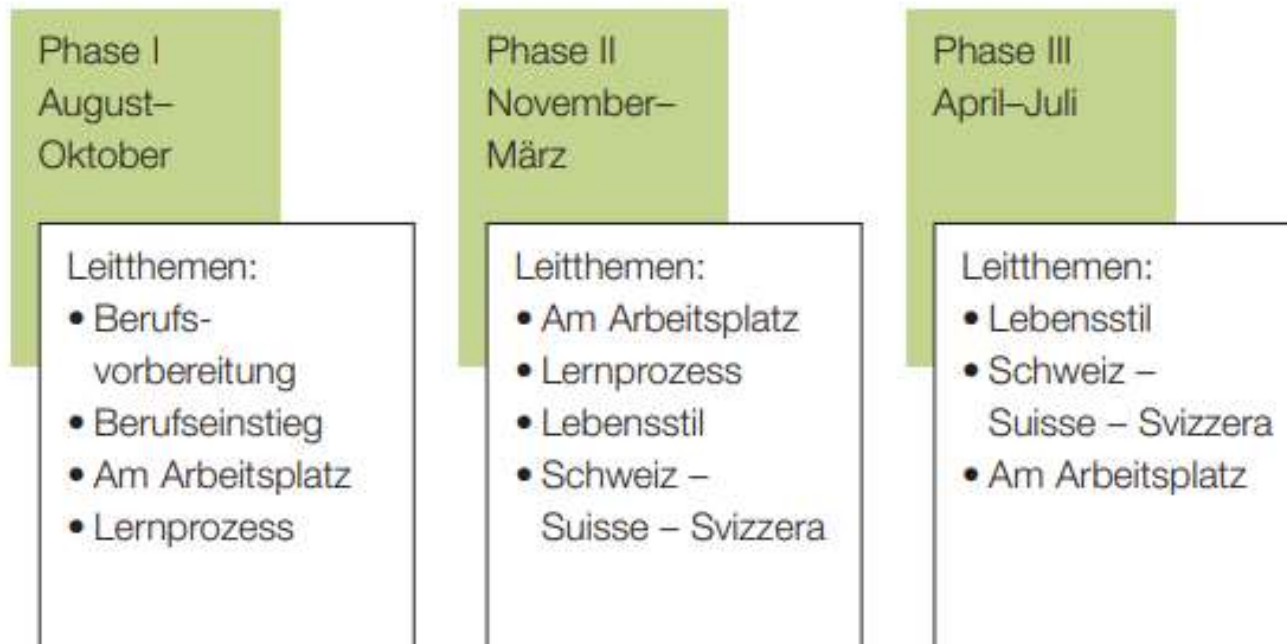 Phase I
August–
Oktober
Leitthemen:
• Berufs-
vorbereitung
• Berufseinstieg
• Am Arbeitsplatz
• Lernprozess
Phase II
November–
März
Leitthemen:
• Am Arbeitsplatz
• Lernprozess
• Lebensstil
• Schweiz –
Suisse – Svizzera
Phase III
April–Juli
Leitthemen:
• Lebensstil
• Schweiz –
Suisse – Svizzera
• Am Arbeitsplatz